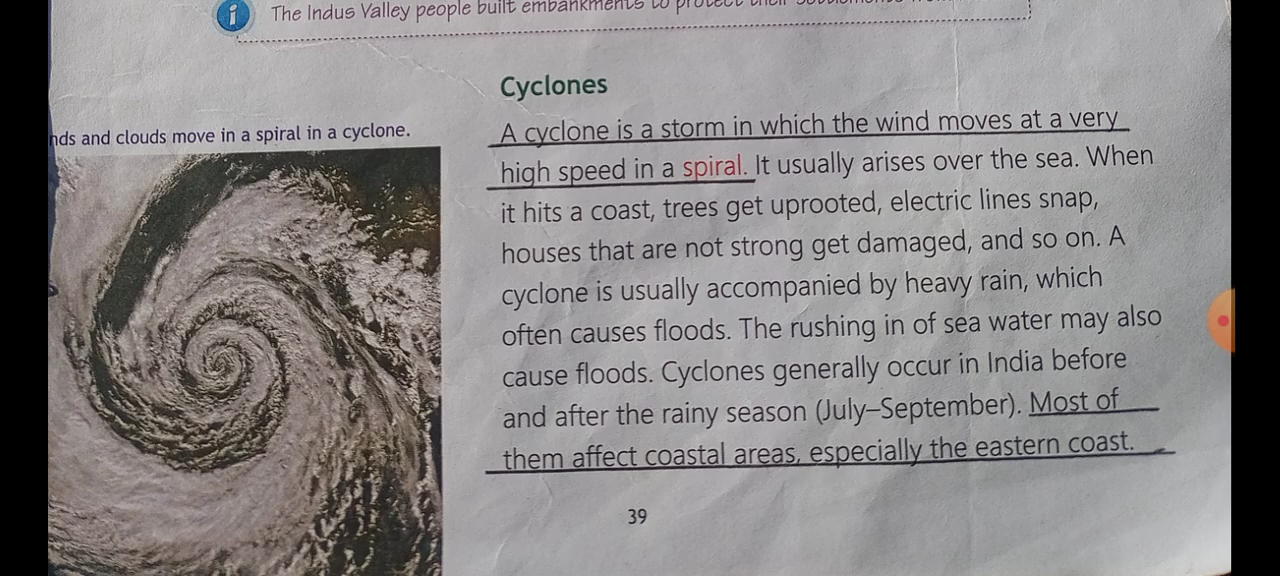 The Indus Valley people built embankments to protect their settlements
Cyclones
nds and clouds move in a spiral in a cyclone.
A cyclone is a storm in which the wind moves at a very
high speed in a spiral. It usually arises over the sea. When
it hits a coast, trees get uprooted, electric lines snap,
houses that are not strong get damaged, and so on. A
cyclone is usually accompanied by heavy rain, which
often causes floods. The rushing in of sea water may also
cause floods. Cyclones generally occur in India before
and after the rainy season (July–September). Most of
them affect coastal areas, especially the eastern coast.
39